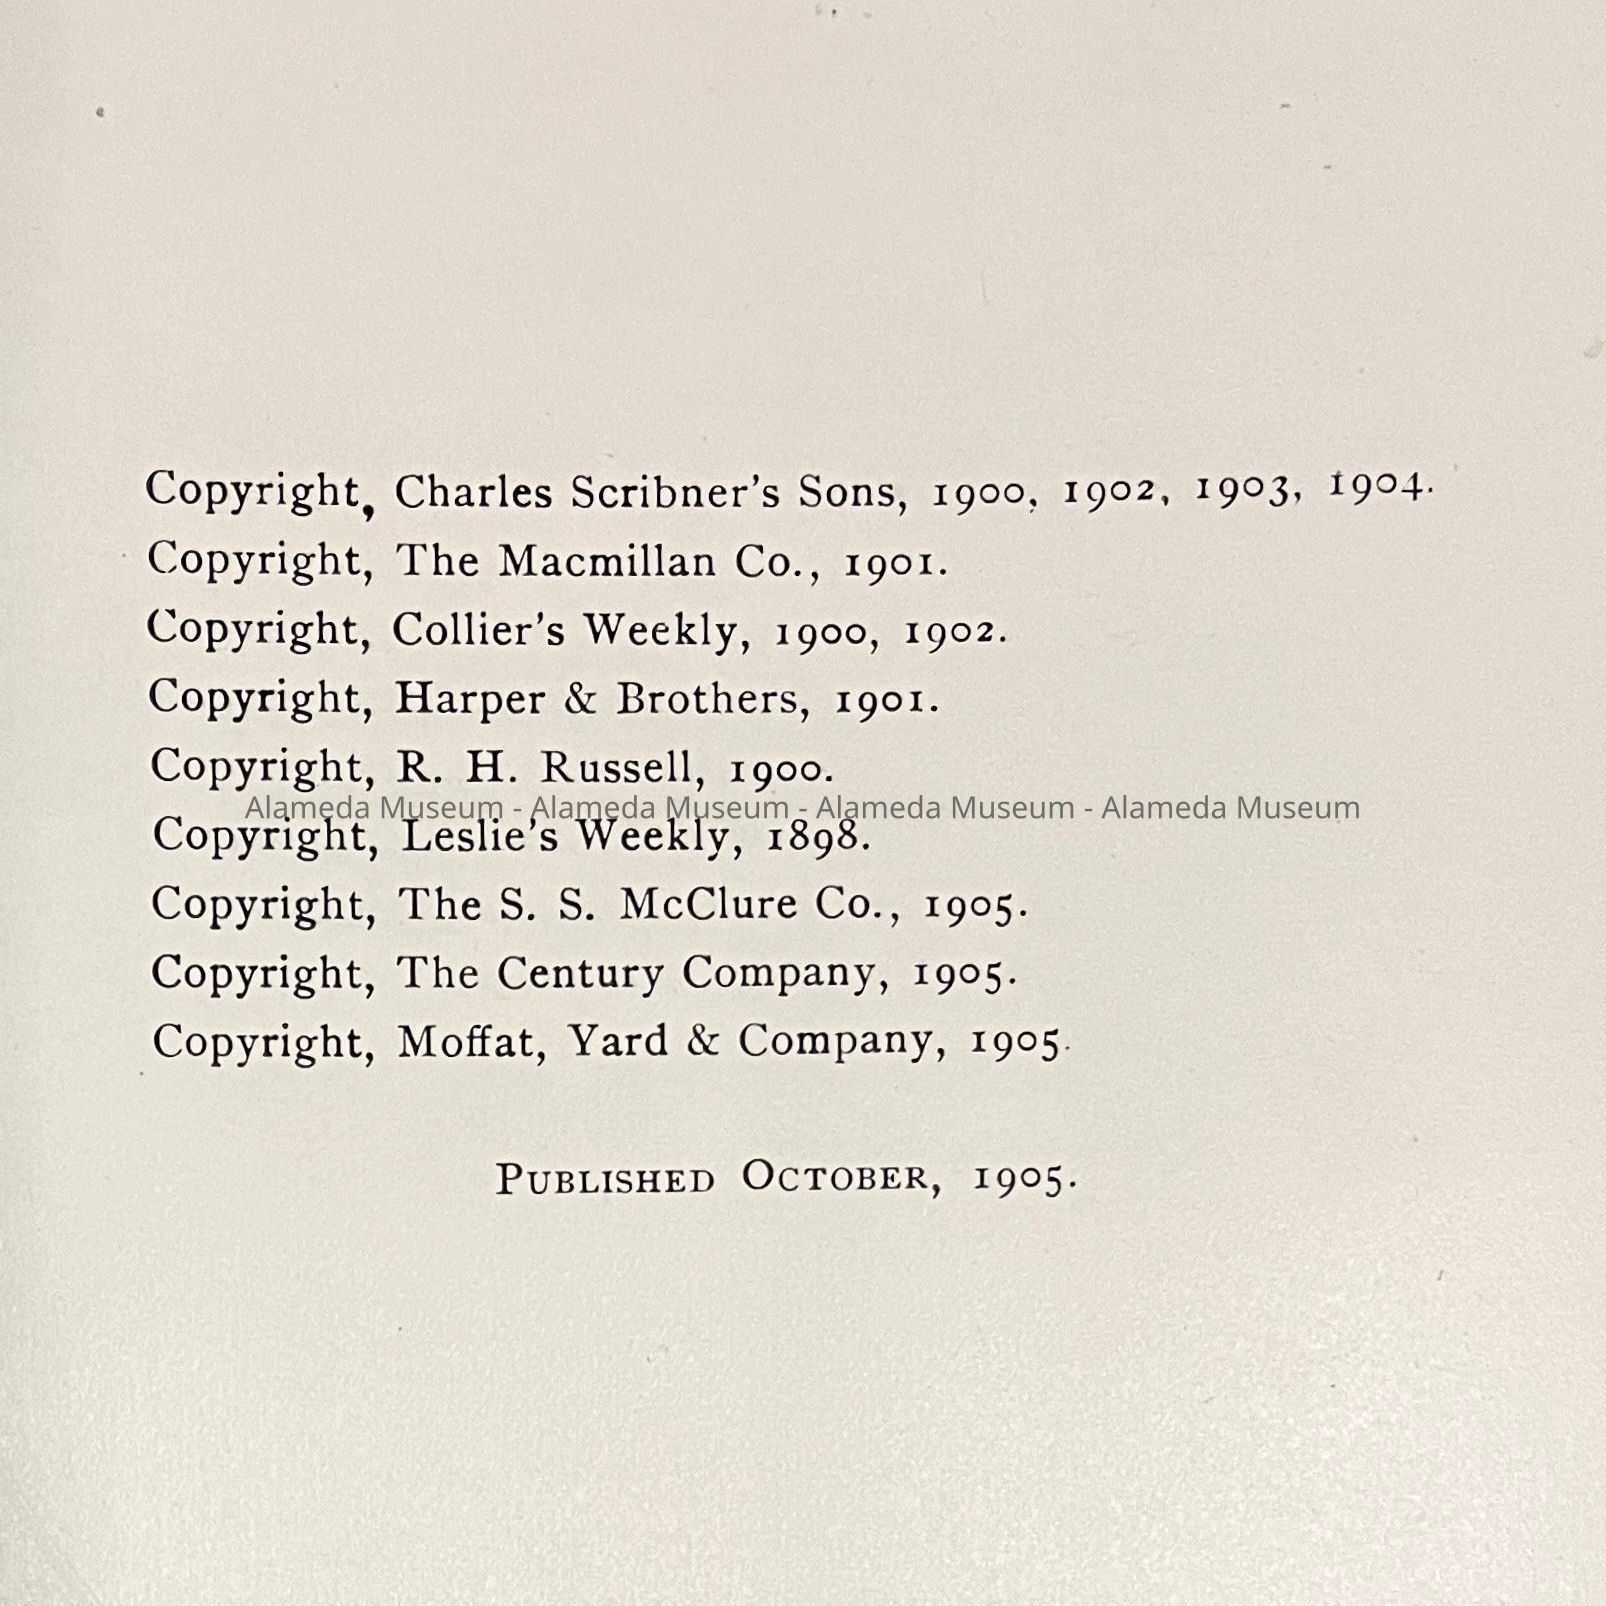 Copyright, Charles Scribner's Sons, 1900, 1902, 1903, 1904.
Copyright, The Macmillan Co., 1901.
Copyright, Collier's Weekly, 1900, 1902.
Copyright, Harper & Brothers, 1901.
Copyright, R. H. Russell, 1900.
Alameda Museum - Alameda Museum - Alameda Museum - Alameda Museum
Copyright, Leslie's Weekly, 1898.
Copyright, The S. S. McClure Co., 1905.
Copyright, The Century Company, 1905.
Copyright, Moffat, Yard & Company, 1905.
Published October, 1905.